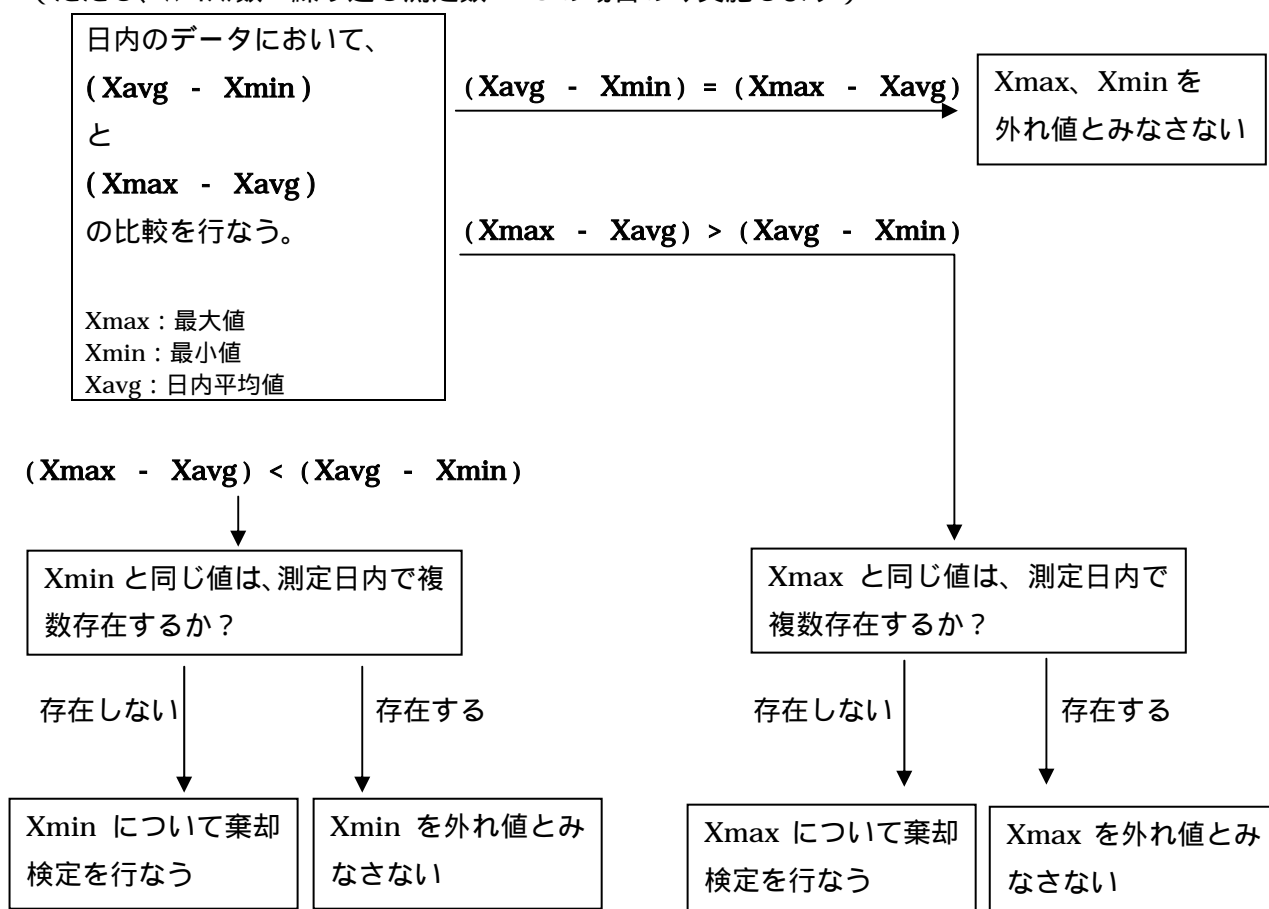 日内のデータにおいて、
(Xavg - Xmin)
と
(Xmax - Xavg)
の比較を行なう。
Xmax：最大値
Xmin：最小値
Xavg：日内平均値
(Xavg - Xmin) = (Xmax - Xavg)
Xmax、Xmin を
外れ値とみなさない
(Xmax - Xavg) > (Xavg - Xmin)
(Xmax - Xavg) < (Xavg - Xmin)
Xmin と同じ値は、測定日内で複
数存在するか？
Xmax と同じ値は、測定日内で
複数存在するか？
存在しない
存在する
存在しない
存在する
Xmin について棄却
検定を行なう
Xmin を外れ値とみ
なさない
Xmax について棄却
検定を行なう
Xmax を外れ値とみ
なさない